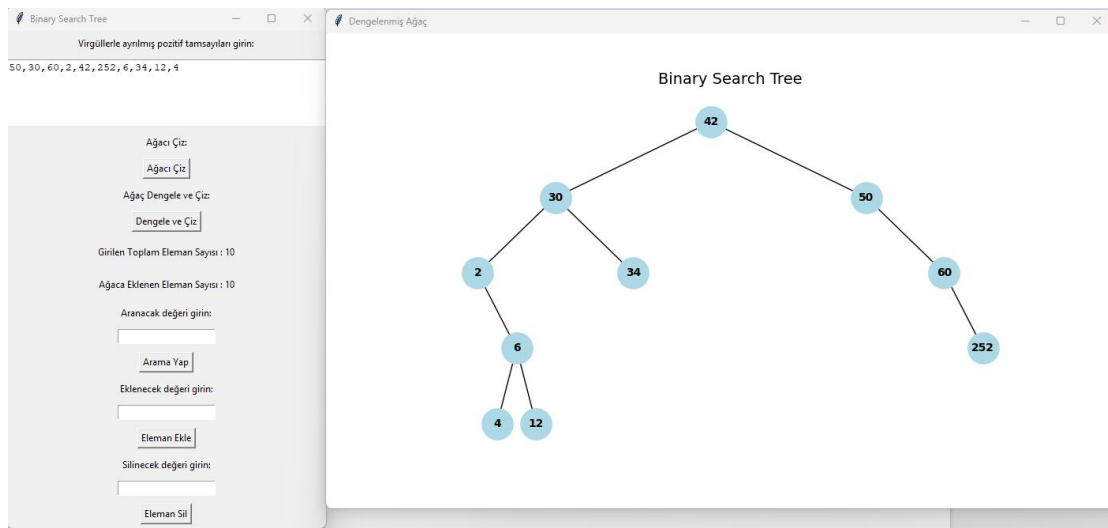 Binary Search Tree
Virgüllerle ayrılmış pozitif tamsayıları girin:
50,30,60,2,42,252,6,34,12,4
Ağacı Çiz:
Ağacı Çiz
Ağaç Dengele ve Çiz:
Dengele ve Çiz
Girilen Toplam Eleman Sayısı : 10
Ağaca Eklenen Eleman Sayısı : 10
Aranacak değeri girin:
Arama Yap
Eklenecek değeri girin:
Eleman Ekle
Silinecek değeri girin:
Eleman Sil
Dengelenmiş Ağaç
Binary Search Tree
42
30 50
2 34 60
6 252
4 12